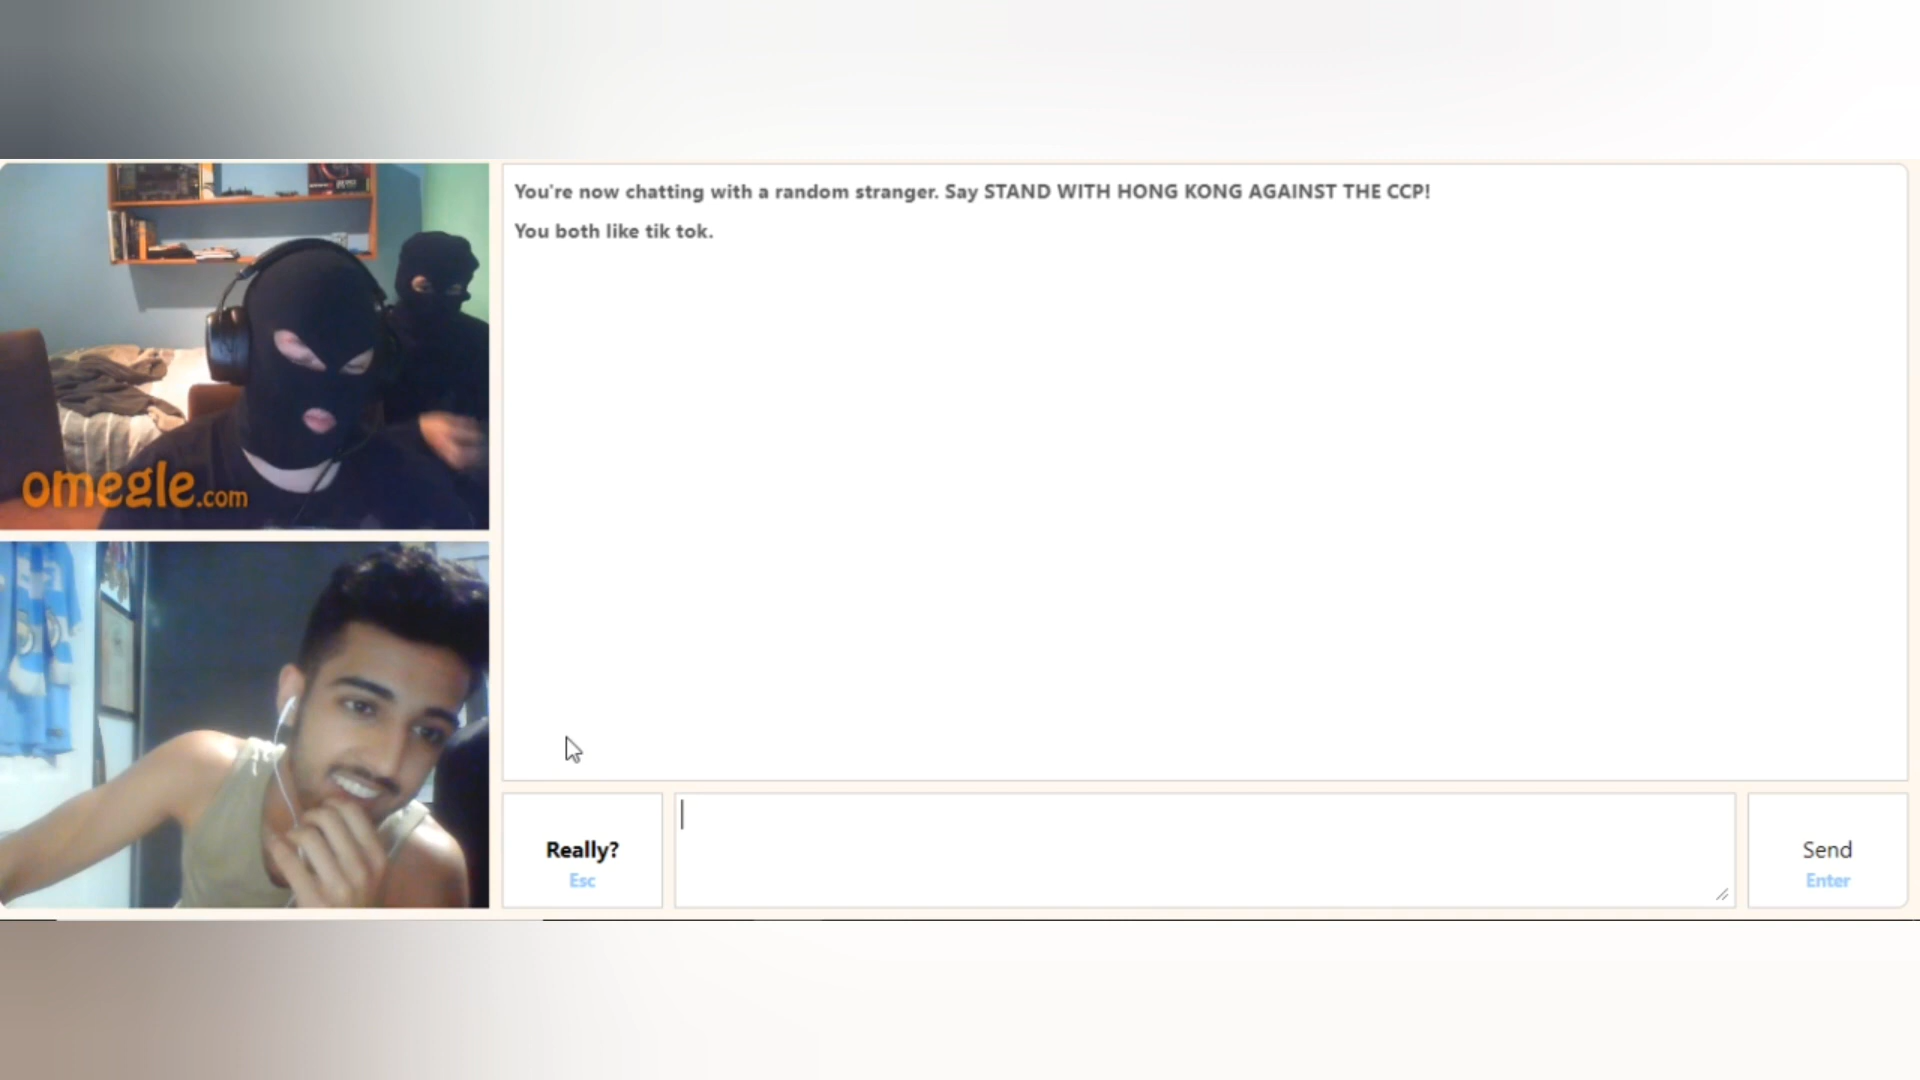 You're now chatting with a random stranger. Say STAND WITH HONG KONG AGAINST THE CCP!
You both like tik tok.
omegle.com
Really?
Esc
Send
Enter